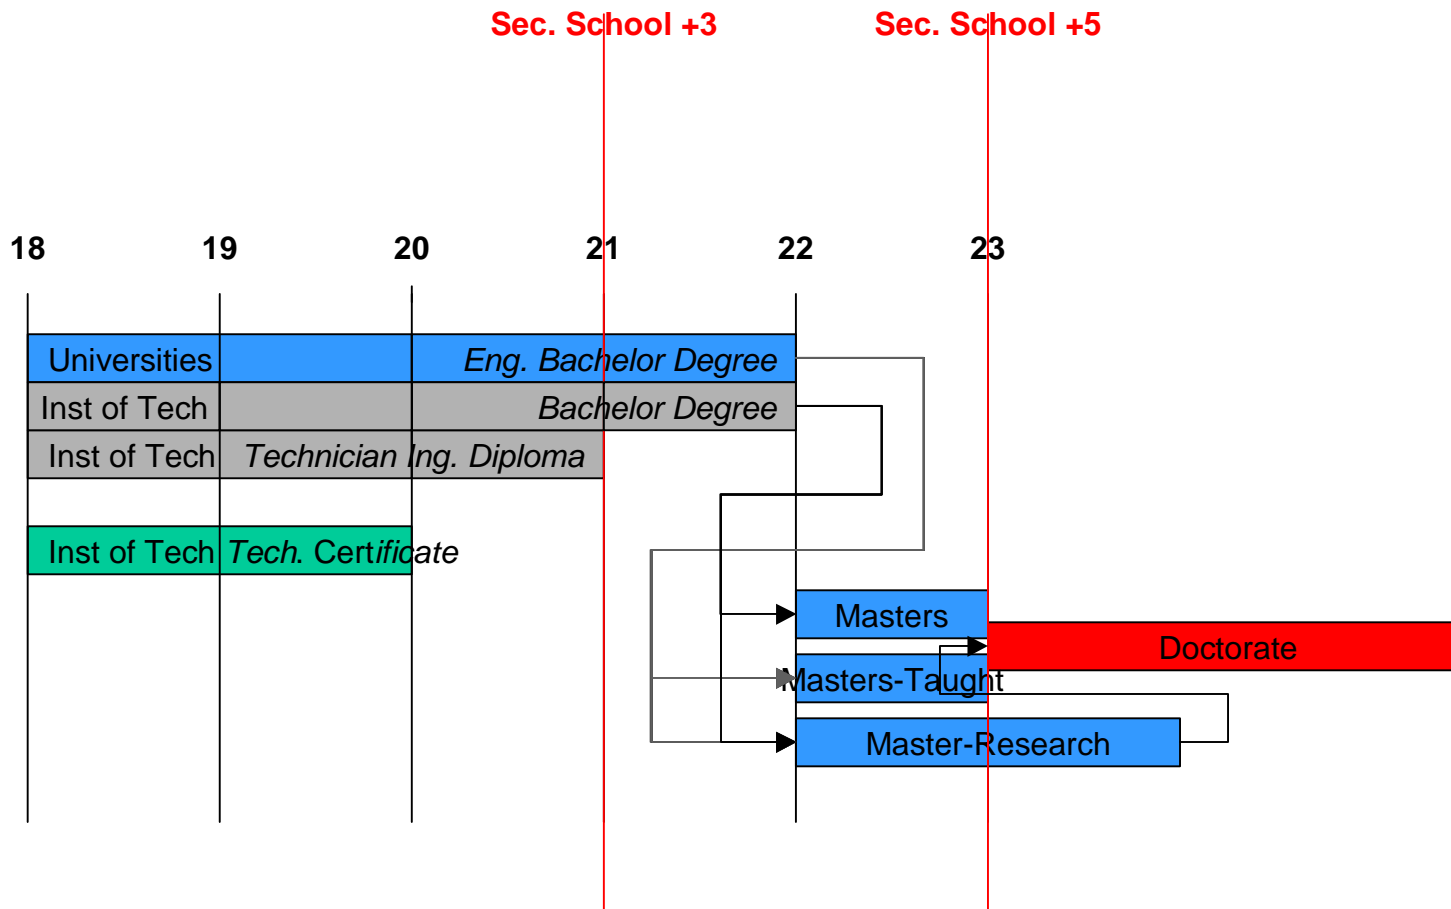 Sec. School +3 Sec. School +5
18 19 20 21 22 23
Universities Eng. Bachelor Degree
Inst of Tech Bachelor Degree
Inst of Tech Technician Ing. Diploma
Inst of Tech Tech. Certificate
Masters
Doctorate
Masters-Taught
Master-Research